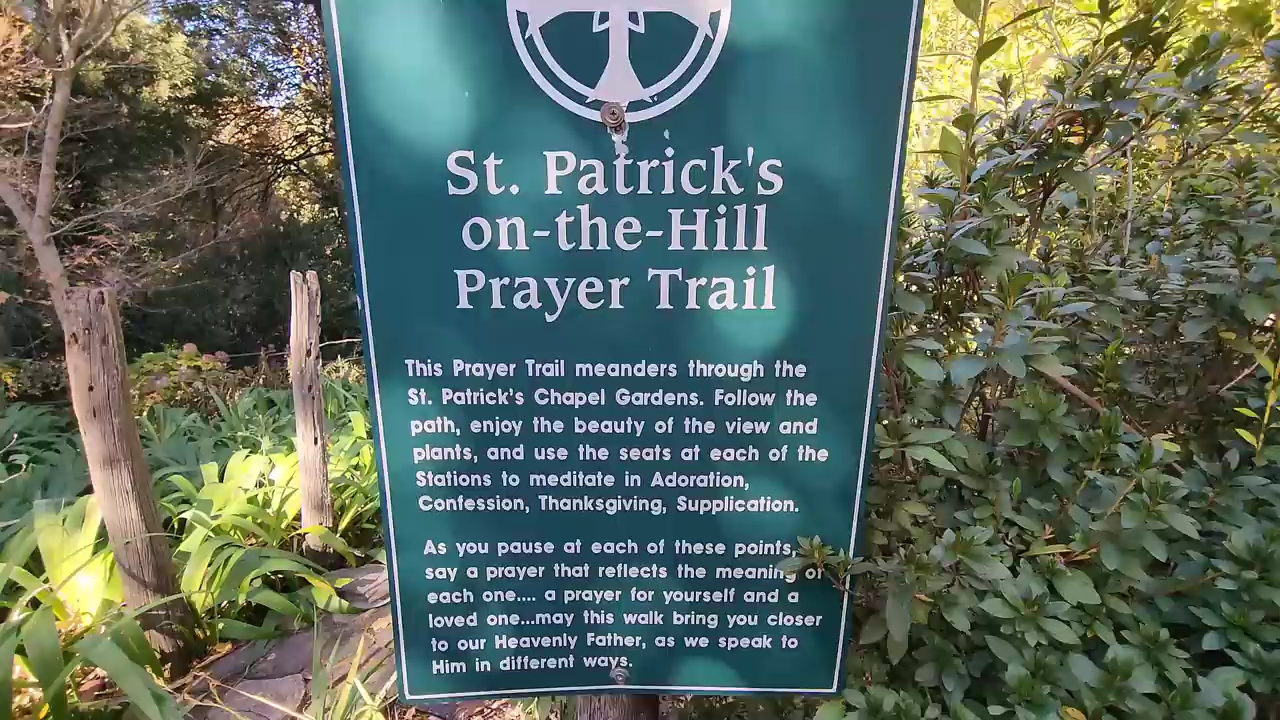 St. Patrick's
on-the-Hill
Prayer Trail
This Prayer Trail meanders through the
St. Patrick's Chapel Gardens. Follow the
path, enjoy the beauty of the view and
plants, and use the seats at each of the
Stations to meditate in Adoration,
Confession, Thanksgiving, Supplication.
As you pause at each of these points,
say a prayer that reflects the meaning of
each one.... a prayer for yourself and a
loved one...may this walk bring you closer
to our Heavenly Father, as we speak to
Him in different ways.